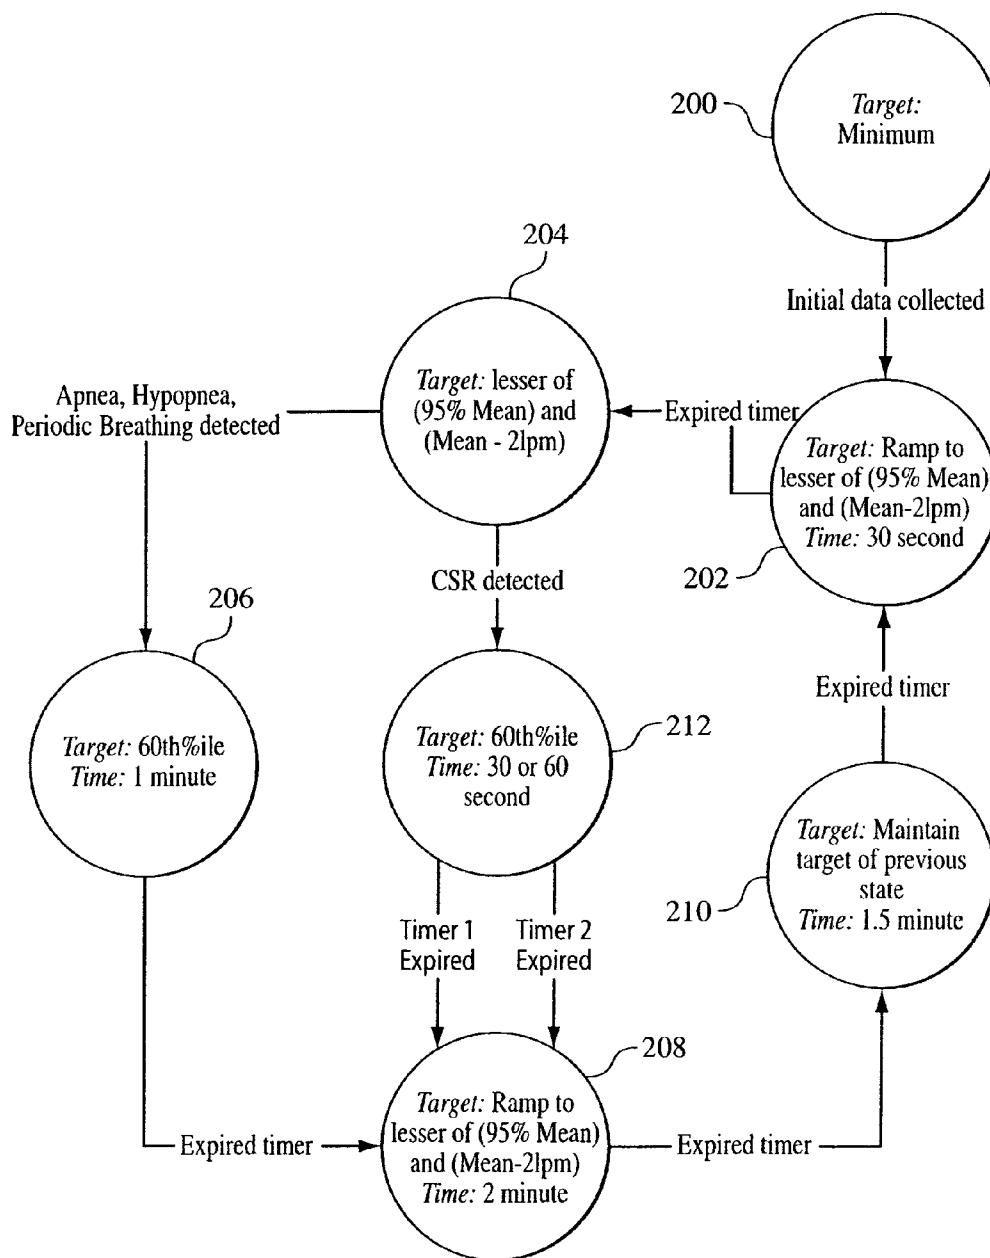 200
Target:
Minimum
Initial data collected
204
Target: lesser of
(95% Mean) and
(Mean - 2lpm)
Apnea, Hypopnea,
Periodic Breathing detected
Expired timer
Target: Ramp to
lesser of (95% Mean)
and (Mean-2lpm)
Time: 30 second
202
CSR detected
206
Target: 60th%ile
Time: 1 minute
212
Target: 60th%ile
Time: 30 or 60
second
Expired timer
Target: Maintain
target of previous
state
Time: 1.5 minute
210
Timer 1
Expired
Timer 2
Expired
208
Target: Ramp to
lesser of (95% Mean)
and (Mean-2lpm)
Time: 2 minute
Expired timer
Expired timer